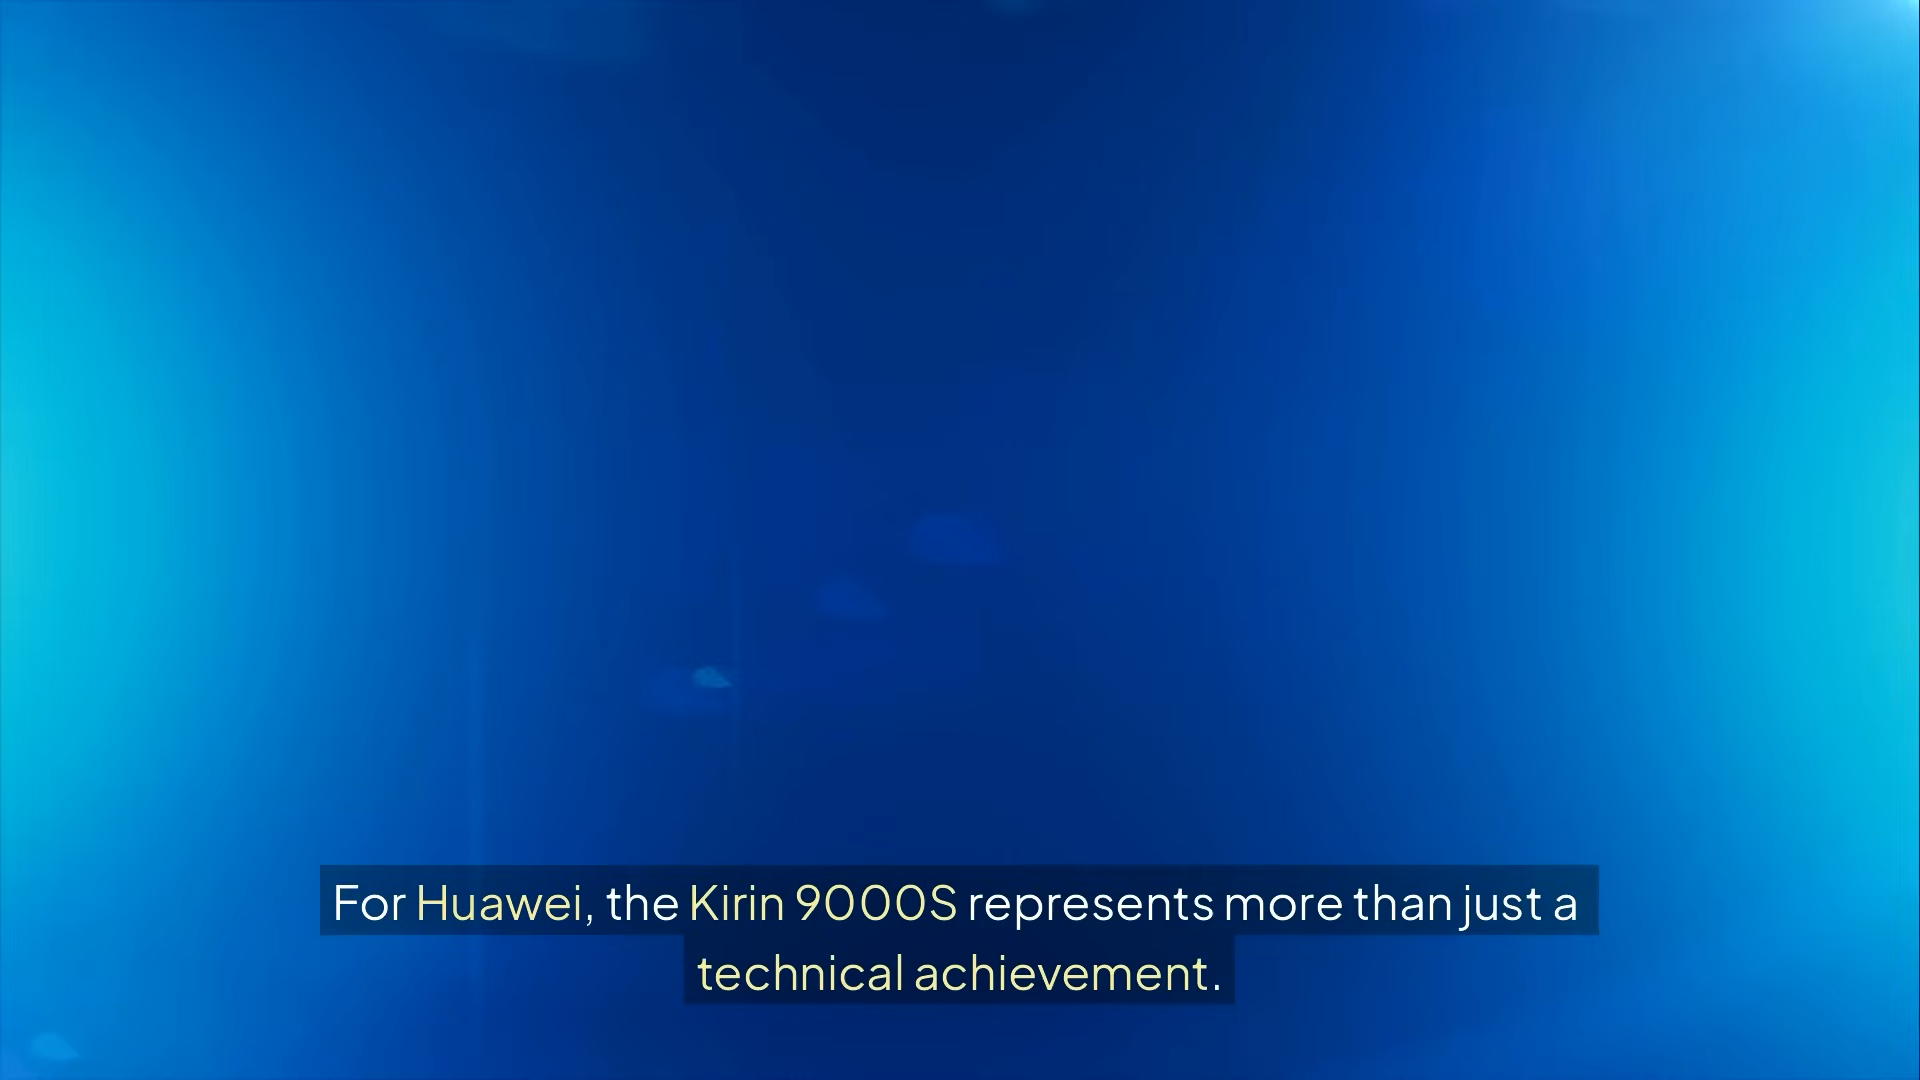 For Huawei, the Kirin 9000S represents more than just a
technical achievement.